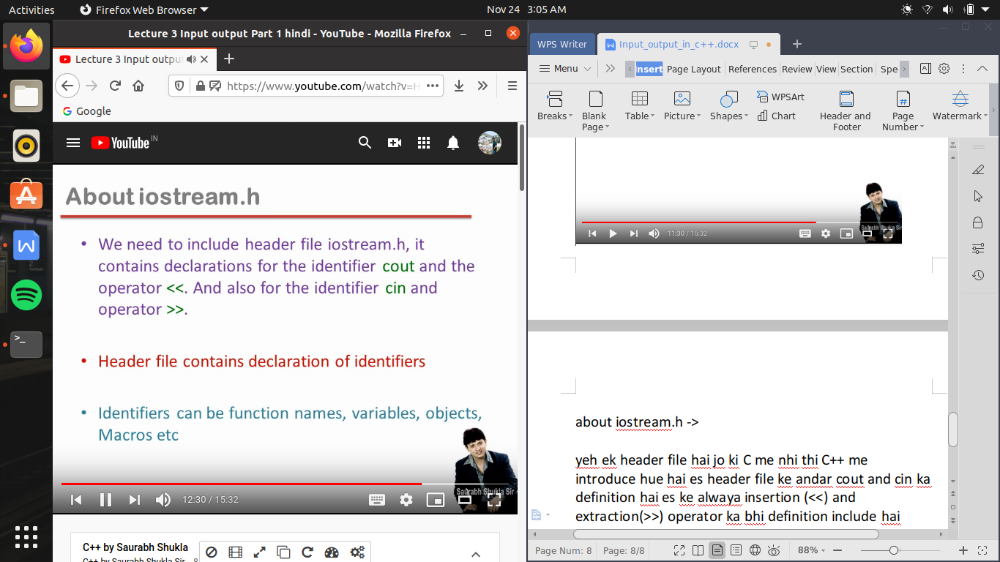 Activities
Firefox Web Browser
Nov 24 3:05 AM
Lecture 3 Input output Part 1 hindi - YouTube - Mozilla Firefox
Lecture 3 Input outpu
https://www.youtube.com/watch?v=H
Google
YouTube IN
About iostream.h
• We need to include header file iostream.h, it
contains declarations for the identifier cout and the
operator <<. And also for the identifier cin and
operator >>.
• Header file contains declaration of identifiers
• Identifiers can be function names, variables, objects,
Macros etc
Saurabh Shukla Sir
12:30 / 15:32
C++ by Saurabh Shukla
C++ by Saurabh Shukla Sir
WPS Writer
Input_output_in_c++.docx
Menu
Insert
Page Layout
References
Review
View
Section
Spe
Breaks
Blank
Page
Table
Picture
Shapes
WPSArt
Chart
Header and
Footer
Page
Number
Watermark
Saurabh Shukla Sir
11:30 / 15:32
about iostream.h ->
yeh ek header file hai jo ki C me nhi thi C++ me
introduce hue hai es header file ke andar cout and cin ka
definition hai es ke alwaya insertion (<<) and
extraction(>>) operator ka bhi definition include hai
Page Num: 8
Page: 8/8
88%